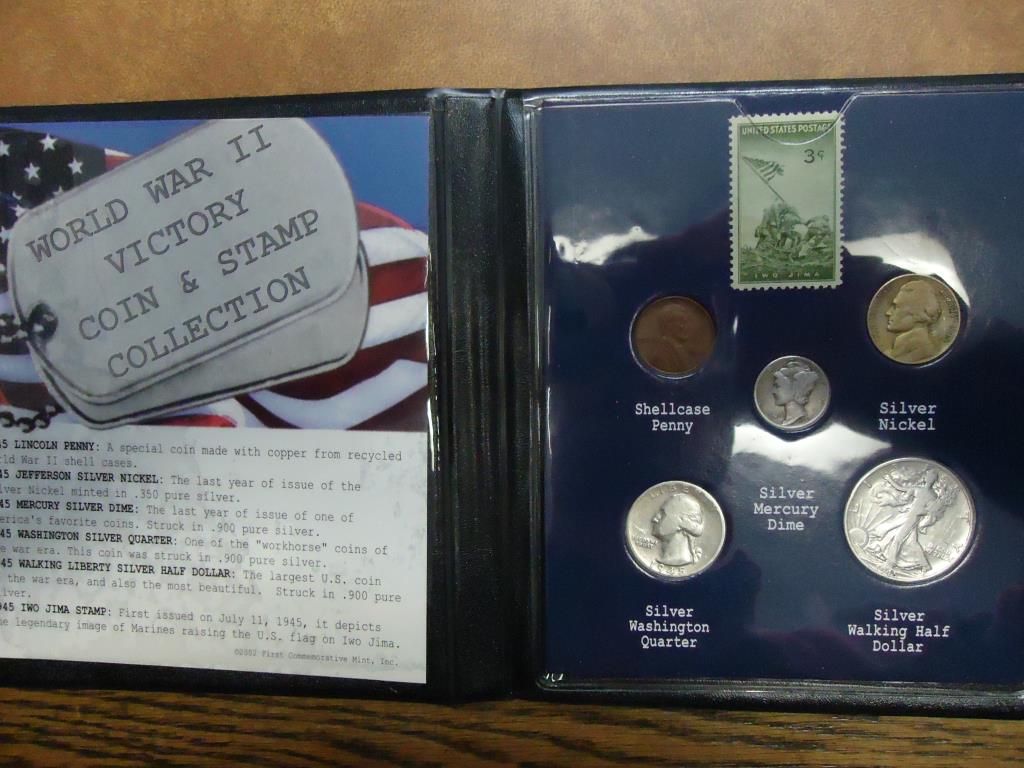 WORLD WAR II
VICTORY
COIN & STAMP
COLLECTION
45 LINCOLN PENNY: A special coin made with copper from recycled
rld War II shell cases.
45 JEFFERSON SILVER NICKEL: The last year of issue of the
lver Nickel minted in .350 pure silver.
45 MERCURY SILVER DIME: The last year of issue of one of
erica's favorite coins. Struck in .900 pure silver.
45 WASHINGTON SILVER QUARTER: One of the "workhorse" coins of
e war era. This coin was struck in .900 pure silver.
45 WALKING LIBERTY SILVER HALF DOLLAR: The largest U.S. coin
the war era, and also the most beautiful. Struck in .900 pure
lver.
945 IWO JIMA STAMP: First issued on July 11, 1945, it depicts
he legendary image of Marines raising the U.S. flag on Iwo Jima.
©2002 First Commemorative Mint, Inc.
UNITED STATES POSTAGE
3¢
IWO JIMA
Shellcase
Penny
Silver
Nickel
Silver
Mercury
Dime
Silver
Washington
Quarter
1945
Silver
Walking Half
Dollar